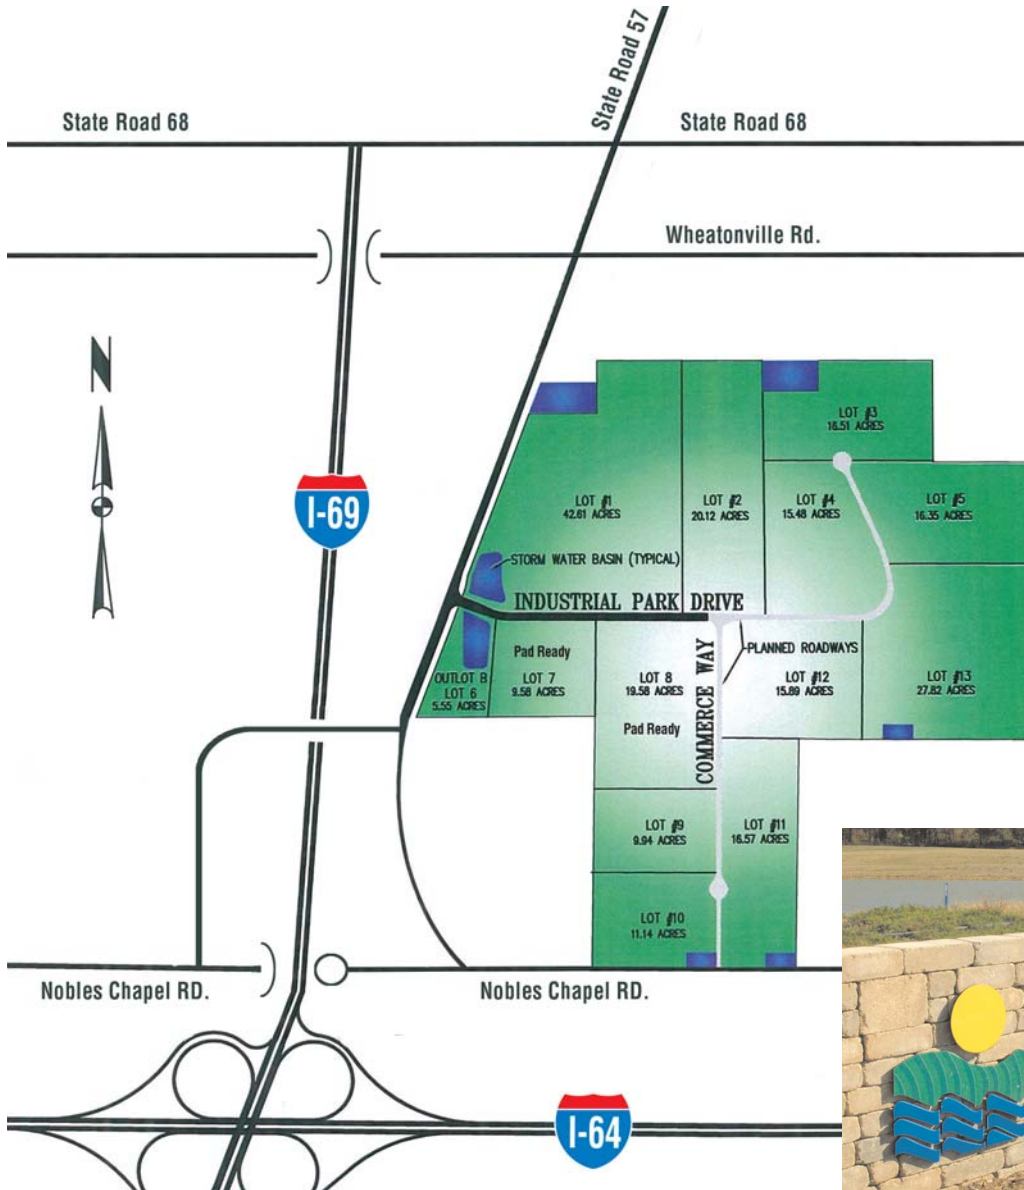 State Road 57
State Road 68
State Road 68
Wheatonville Rd.
N
I-69
LOT #3
16.51 ACRES
LOT #1
42.61 ACRES
LOT #2
20.12 ACRES
LOT #4
15.48 ACRES
LOT #5
16.35 ACRES
STORM WATER BASIN (TYPICAL)
INDUSTRIAL PARK DRIVE
PLANNED ROADWAYS
COMMERCE WAY
OUTLOT B
LOT 6
5.55 ACRES
Pad Ready
LOT 7
9.58 ACRES
LOT 8
19.58 ACRES
Pad Ready
LOT #12
15.89 ACRES
LOT #13
27.82 ACRES
LOT #9
9.94 ACRES
LOT #11
16.57 ACRES
LOT #10
11.14 ACRES
Nobles Chapel RD.
Nobles Chapel RD.
I-64